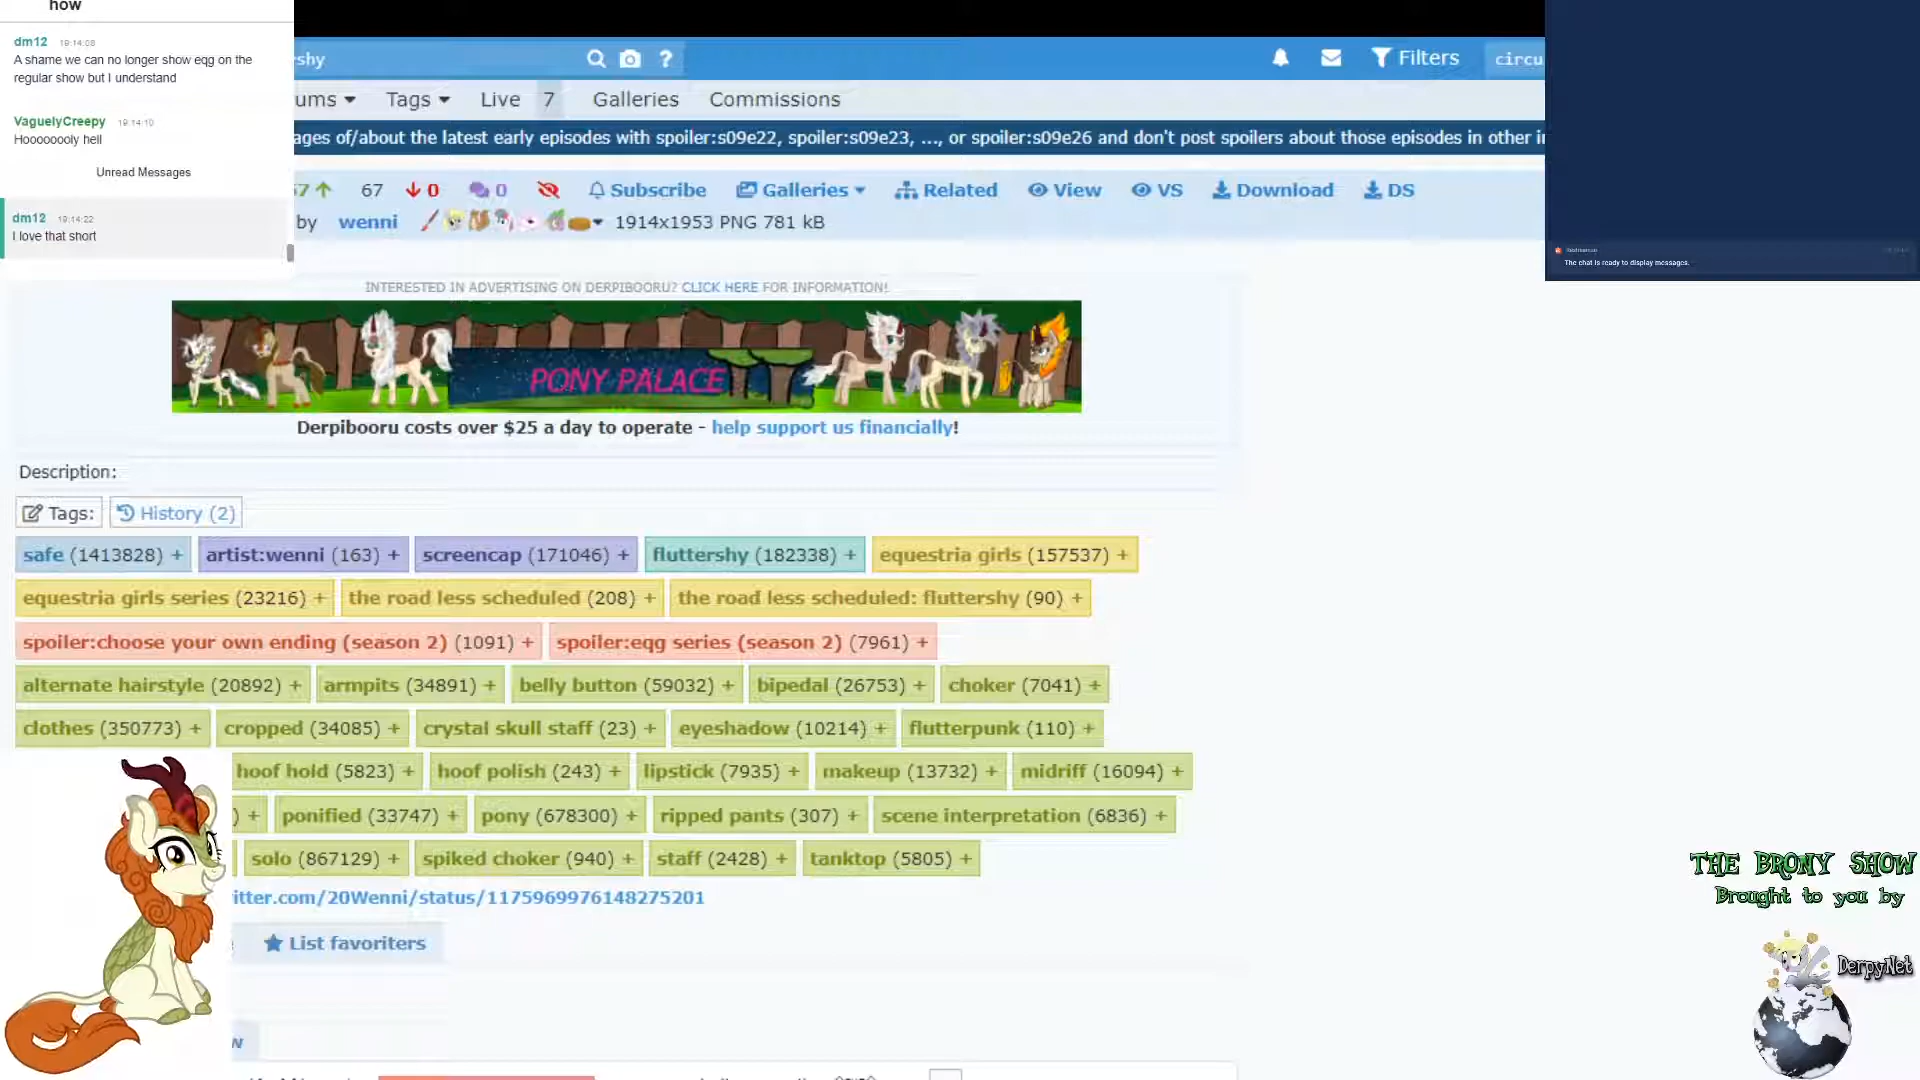 how
dm12 19:14:08
A shame we can no longer show eqg on the
regular show but I understand
VaguelyCreepy 19:14:10
Hoooooooly hell
Unread Messages
dm12 19:14:22
I love that short
shy
?
Filters
circu
ums
Tags
Live 7
Galleries
Commissions
ages of/about the latest early episodes with spoiler:s09e22, spoiler:s09e23, ..., or spoiler:s09e26 and don't post spoilers about those episodes in other i
67 0 0 Subscribe Galleries Related View VS Download DS
by wenni 1914x1953 PNG 781 kB
The chat is ready to display messages.
INTERESTED IN ADVERTISING ON DERPIBOORU? CLICK HERE FOR INFORMATION!
PONY PALACE
Derpibooru costs over $25 a day to operate - help support us financially!
Description:
Tags: History (2)
safe (1413828) + artist:wenni (163) + screencap (171046) + fluttershy (182338) + equestria girls (157537) +
equestria girls series (23216) + the road less scheduled (208) + the road less scheduled: fluttershy (90) +
spoiler:choose your own ending (season 2) (1091) + spoiler:eqg series (season 2) (7961) +
alternate hairstyle (20892) + armpits (34891) + belly button (59032) + bipedal (26753) + choker (7041) +
clothes (350773) + cropped (34085) + crystal skull staff (23) + eyeshadow (10214) + flutterpunk (110) +
hoof hold (5823) + hoof polish (243) + lipstick (7935) + makeup (13732) + midriff (16094) +
) + ponified (33747) + pony (678300) + ripped pants (307) + scene interpretation (6836) +
solo (867129) + spiked choker (940) + staff (2428) + tanktop (5805) +
itter.com/20Wenni/status/1175969976148275201
List favoriters
w
THE BRONY SHOW
Brought to you by
DerpyNet